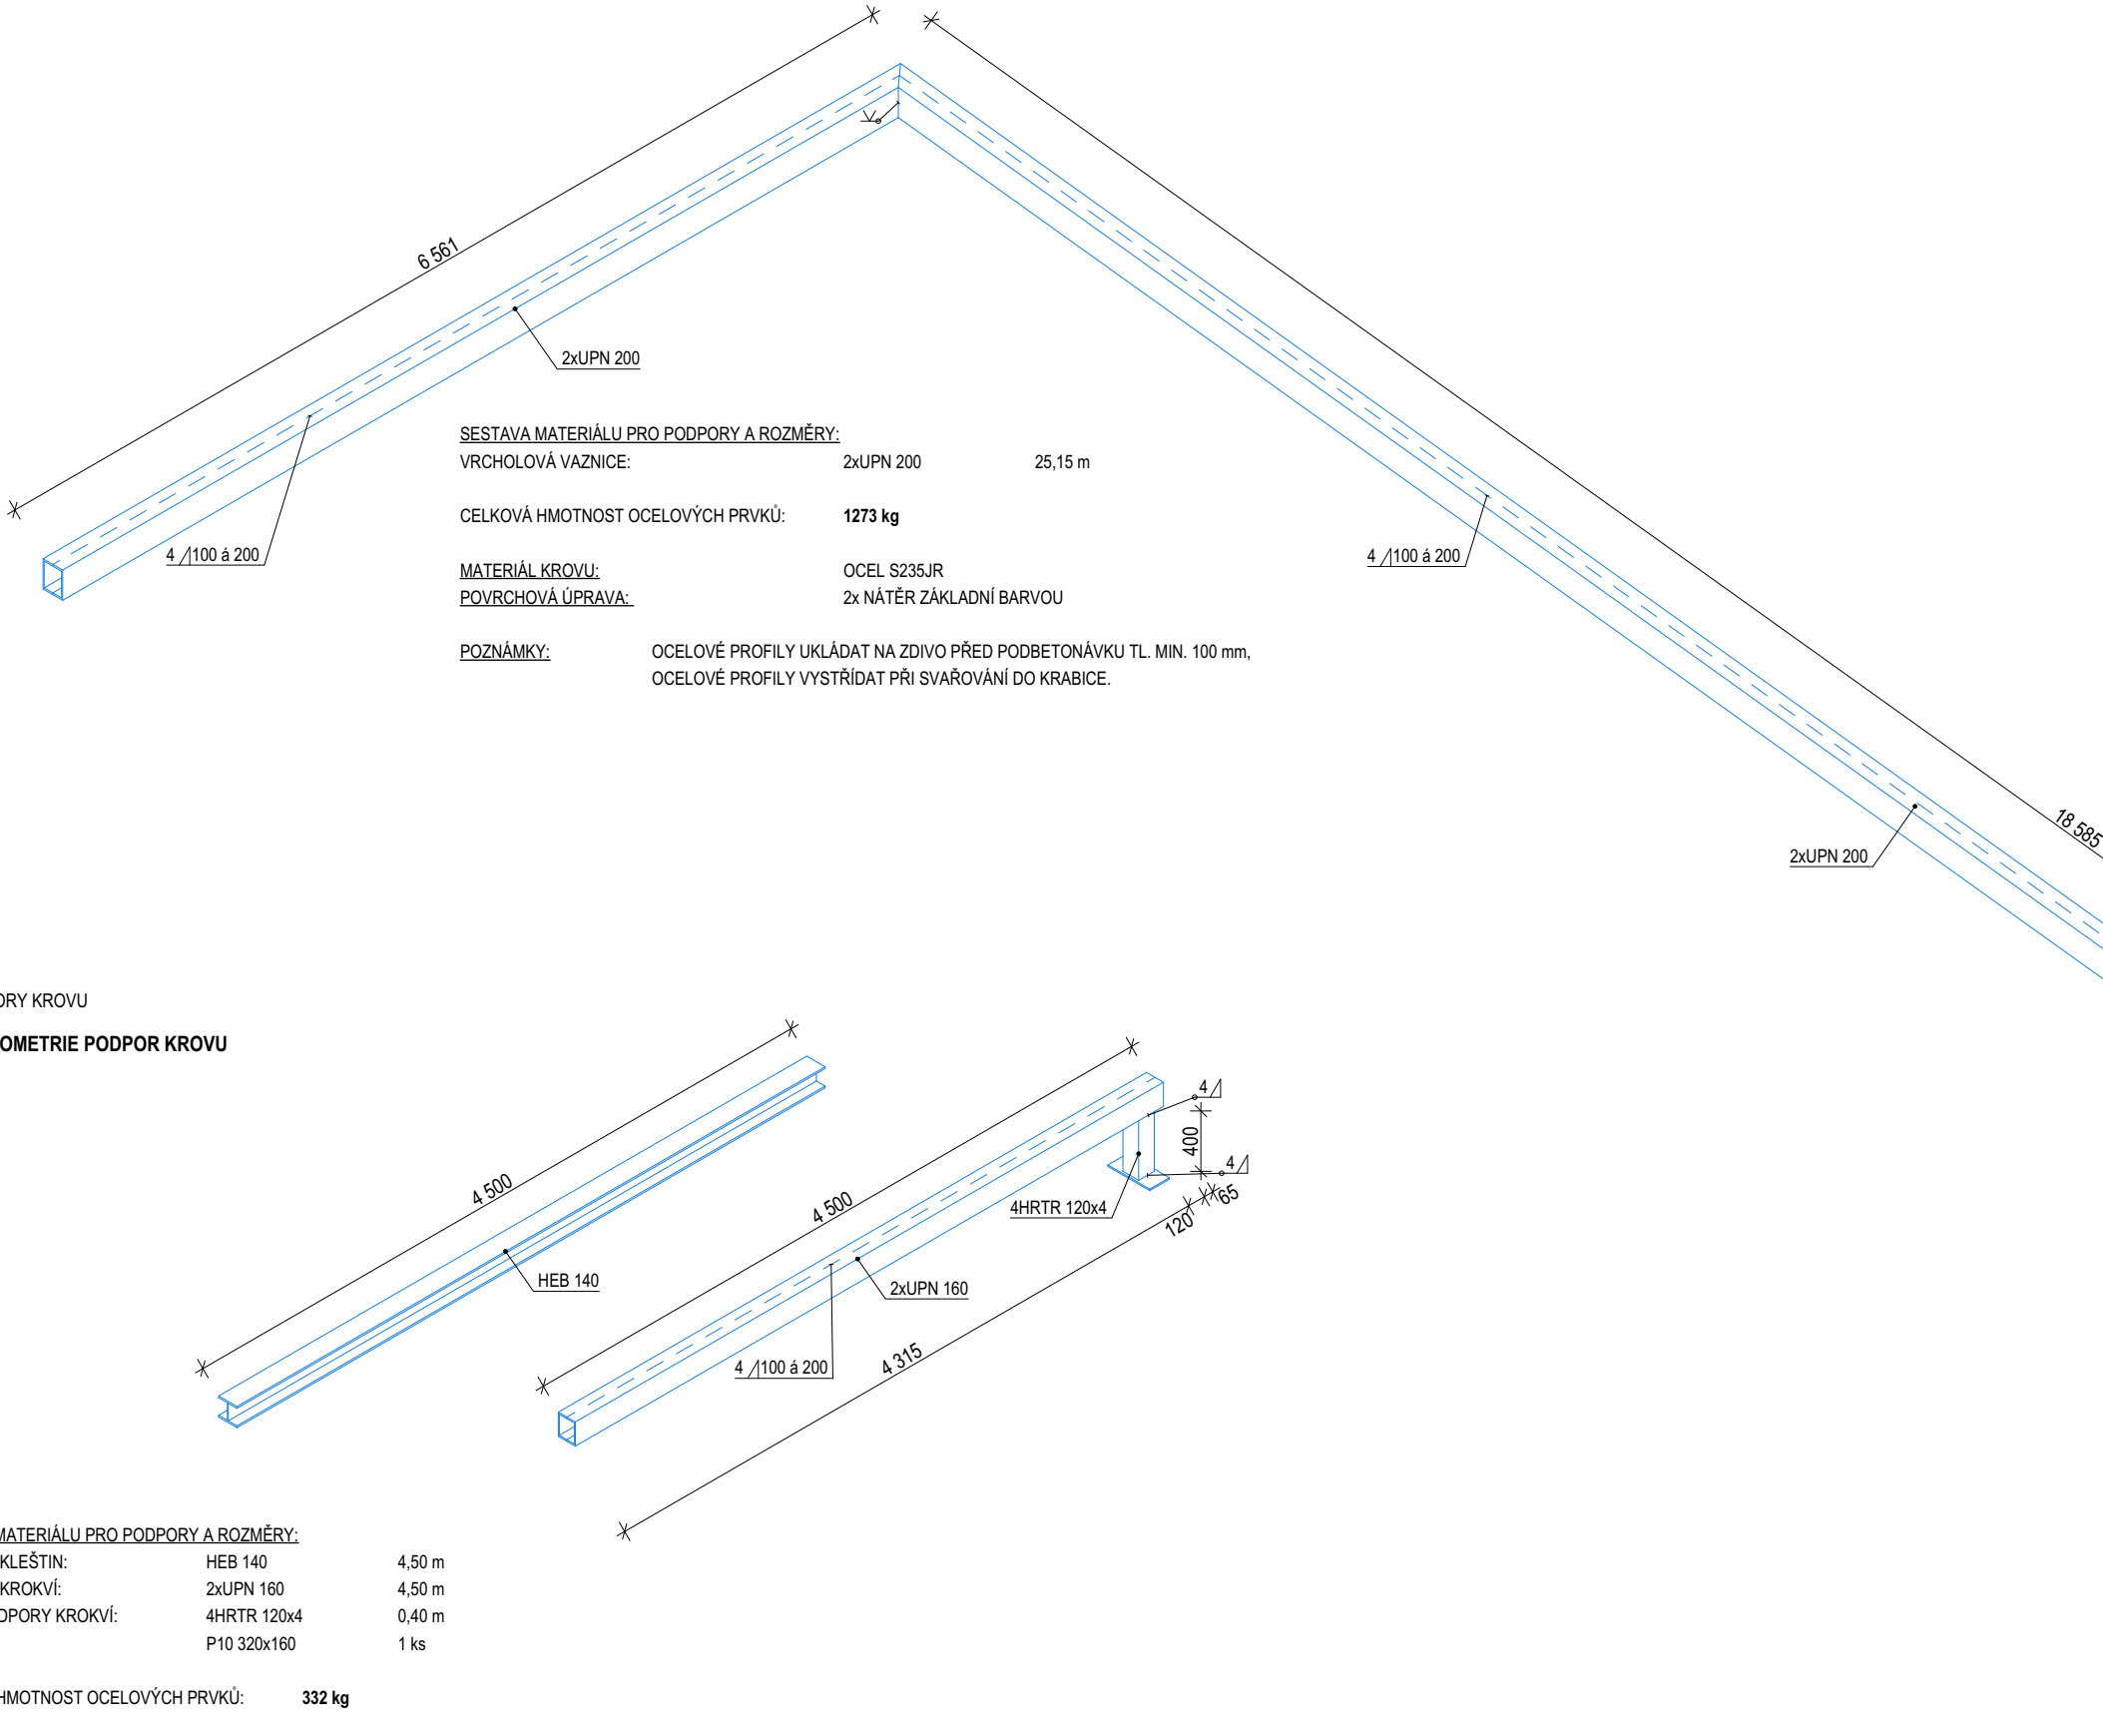 6 561
2xUPN 200
SESTAVA MATERIÁLU PRO PODPORY A ROZMĚRY:
VRCHOLOVÁ VAZNICE: 2xUPN 200 25,15 m
CELKOVÁ HMOTNOST OCELOVÝCH PRVKŮ: 1273 kg
4 100 á 200
4 100 á 200
MATERIÁL KROVU: OCEL S235JR
POVRCHOVÁ ÚPRAVA: 2x NÁTĚR ZÁKLADNÍ BARVOU
POZNÁMKY: OCELOVÉ PROFILY UKLÁDAT NA ZDIVO PŘED PODBETONÁVKU TL. MIN. 100 mm,
OCELOVÉ PROFILY VYSTŘÍDAT PŘI SVAŘOVÁNÍ DO KRABICE.
18 585
2xUPN 200
ORY KROVU
OMETRIE PODPOR KROVU
4
400
4
4 500
4 500
4HRTR 120x4
120
65
HEB 140
2xUPN 160
4 100 á 200
4 315
MATERIÁLU PRO PODPORY A ROZMĚRY:
KLEŠTIN: HEB 140 4,50 m
KROKVÍ: 2xUPN 160 4,50 m
DPORY KROKVÍ: 4HRTR 120x4 0,40 m
P10 320x160 1 ks
HMOTNOST OCELOVÝCH PRVKŮ: 332 kg